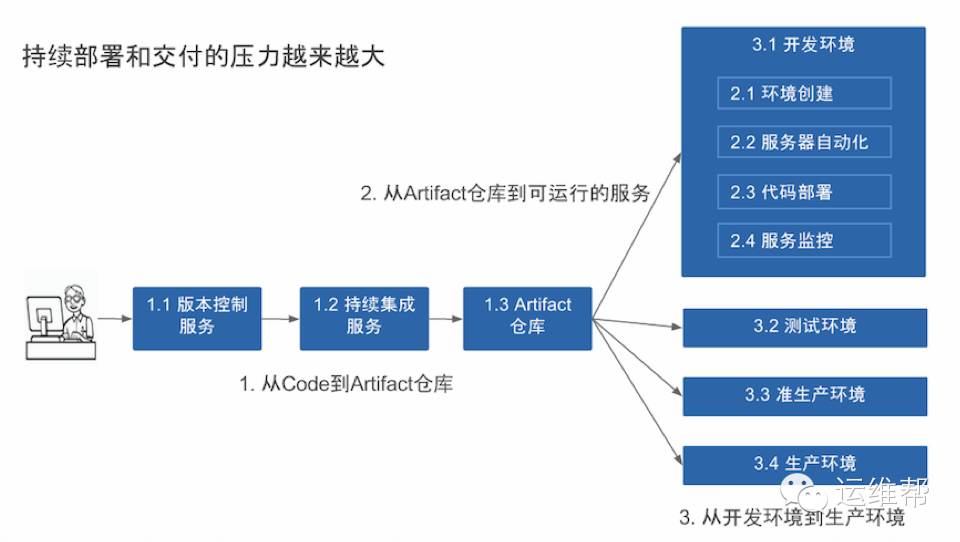 持续部署和交付的压力越来越大
3.1 开发环境
2.1 环境创建
2.2 服务器自动化
2.3 代码部署
2.4 服务监控
2. 从Artifact仓库到可运行的服务
1.1 版本控制
服务
1.2 持续集成
服务
1.3 Artifact
仓库
1. 从Code到Artifact仓库
3.2 测试环境
3.3 准生产环境
3.4 生产环境
运维帮
3. 从开发环境到生产环境